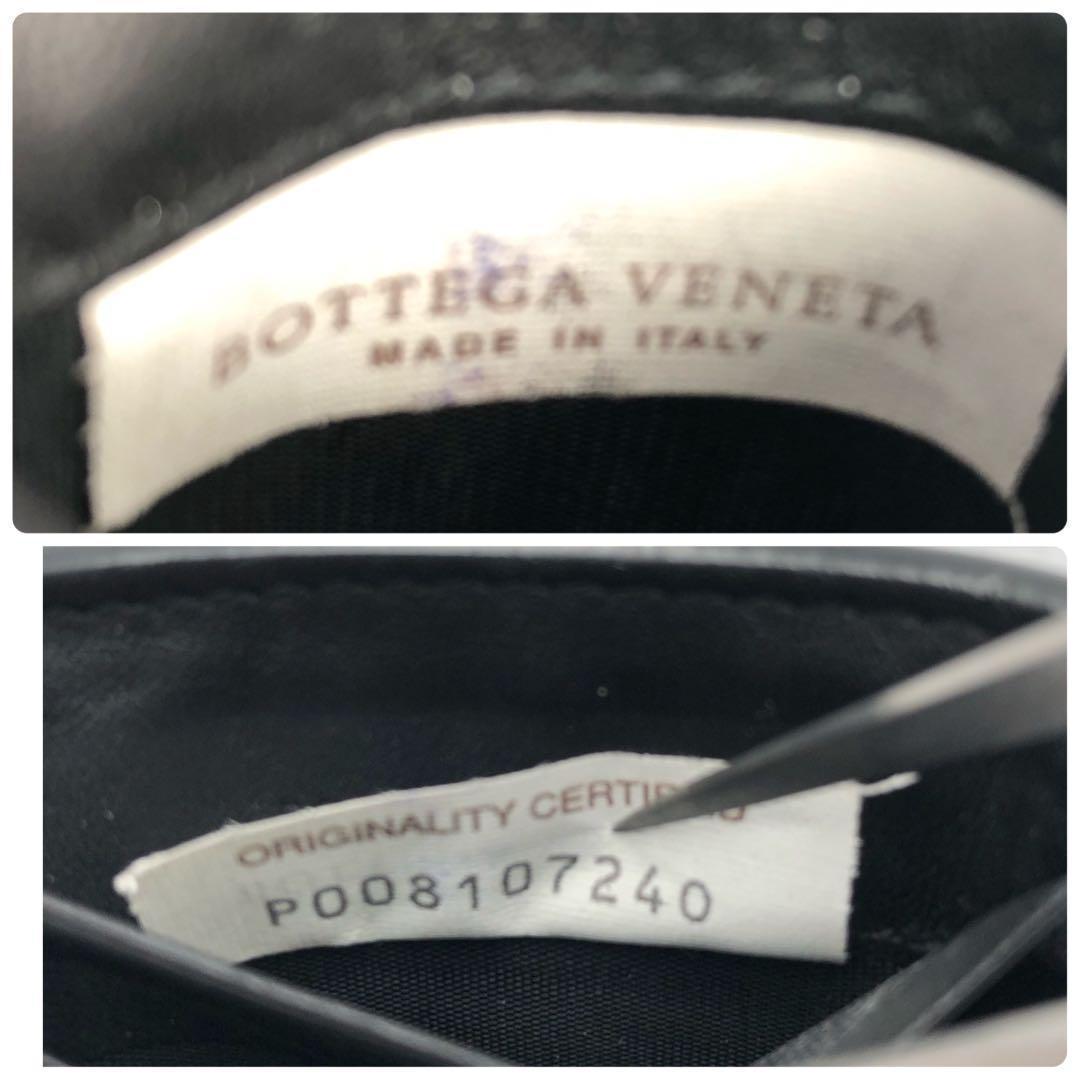 BOTTEGA VENETA
MADE IN ITALY
ORIGINALITY
P008107240